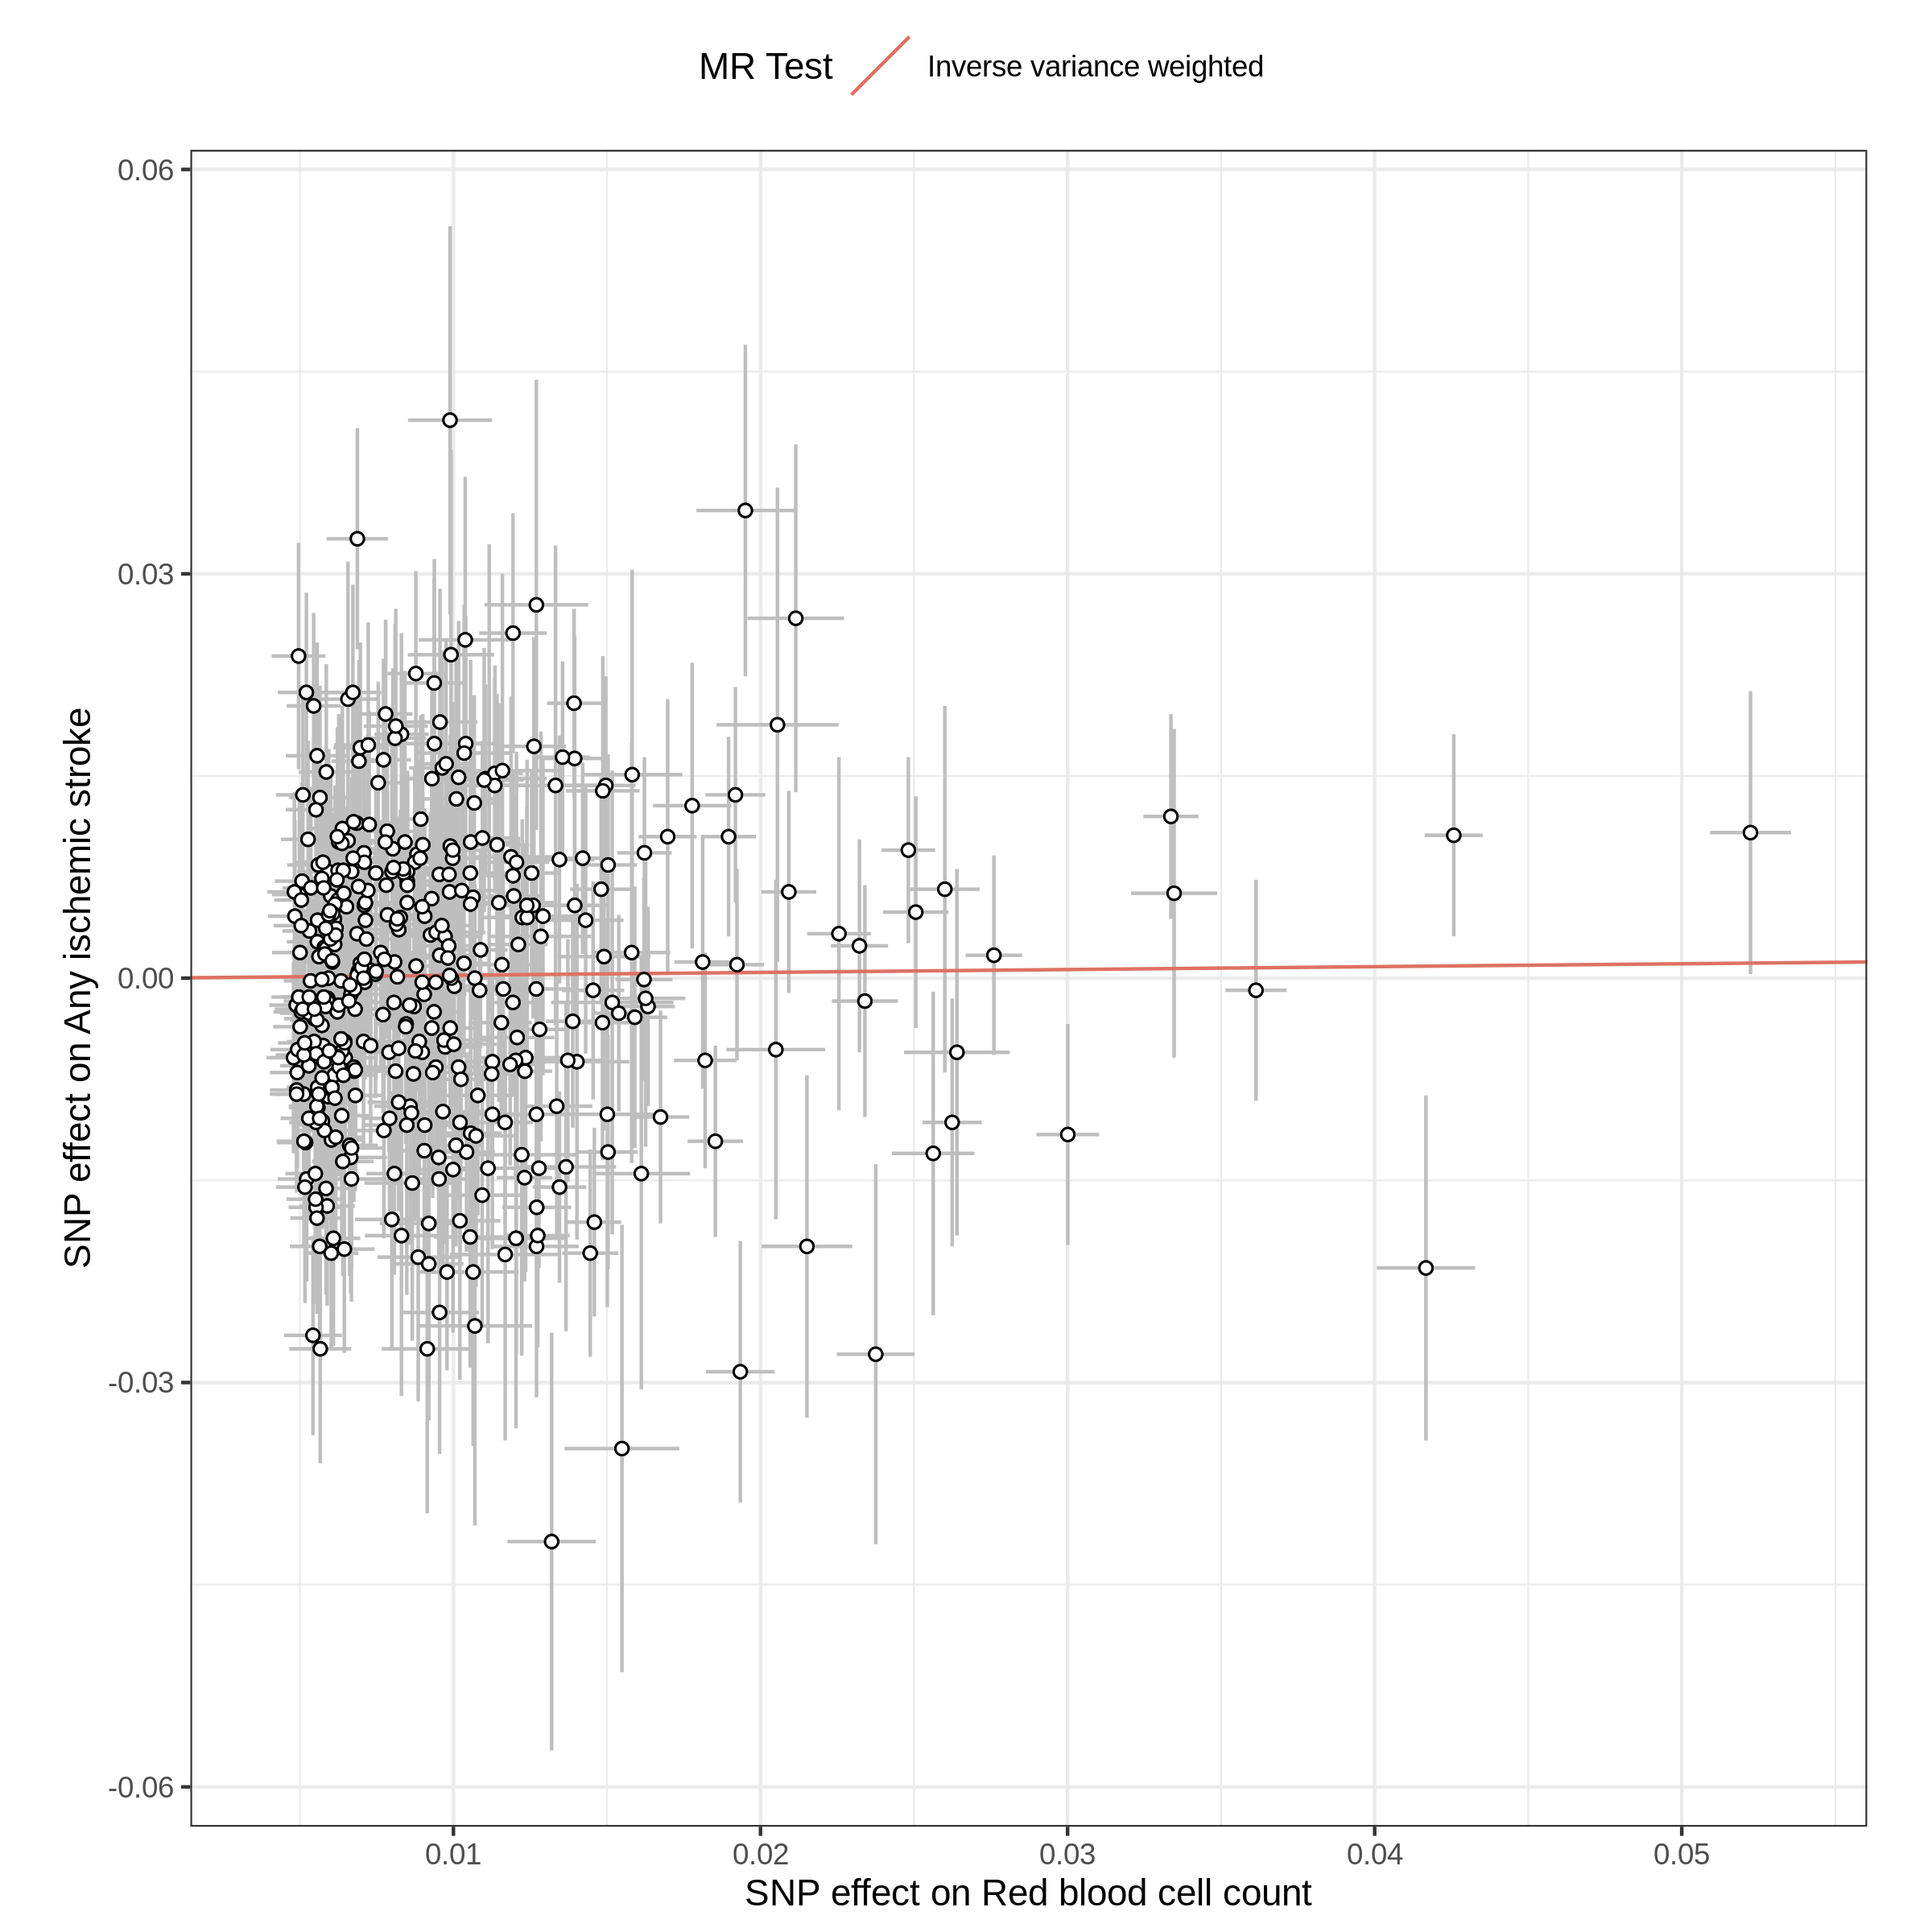 MR Test Inverse variance weighted
0.06
0.03
0.00
-0.03
-0.06
SNP effect on Any ischemic stroke
0.01 0.02 0.03 0.04 0.05
SNP effect on Red blood cell count